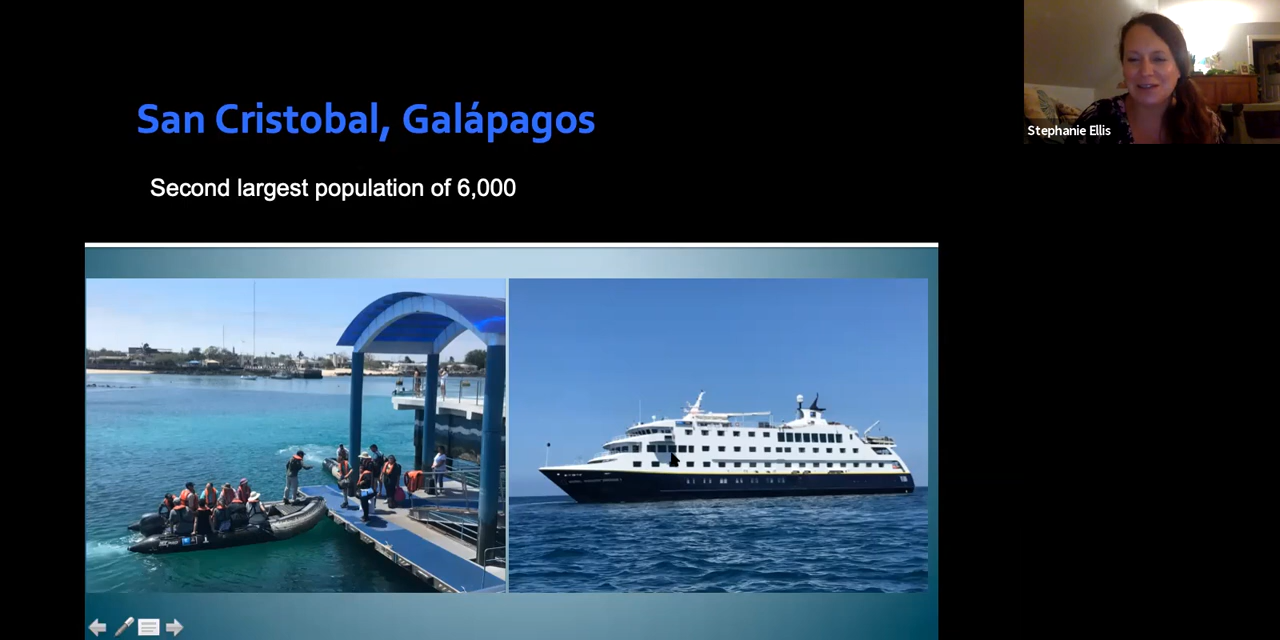 San Cristobal, Galápagos
Stephanie Ellis
Second largest population of 6,000